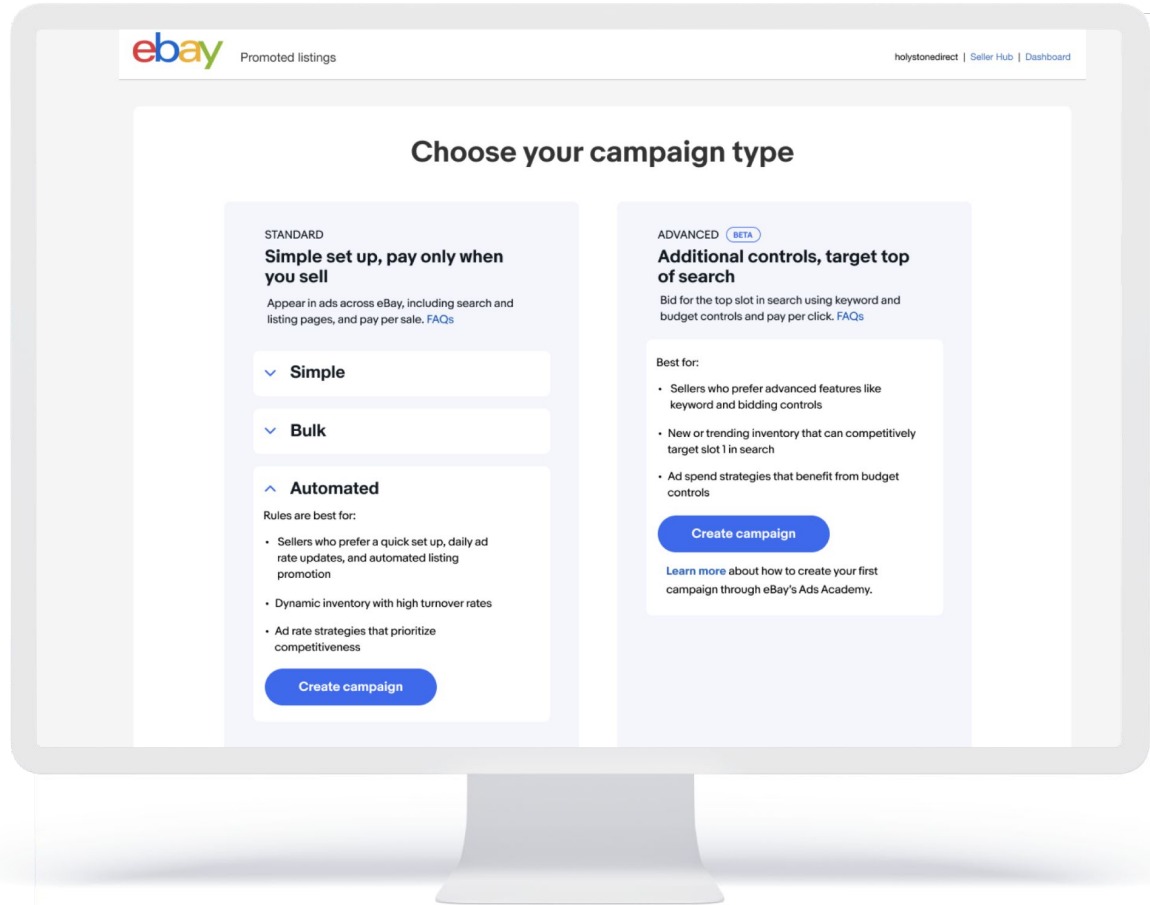 ebay Promoted listings
holystonedirect | Seller Hub | Dashboard
Choose your campaign type
STANDARD
Simple set up, pay only when
you sell
Appear in ads across eBay, including search and
listing pages, and pay per sale. FAQs
Simple
Bulk
Automated
Rules are best for:
• Sellers who prefer a quick set up, daily ad
rate updates, and automated listing
promotion
• Dynamic inventory with high turnover rates
• Ad rate strategies that prioritize
competitiveness
Create campaign
ADVANCED BETA
Additional controls, target top
of search
Bid for the top slot in search using keyword and
budget controls and pay per click. FAQs
Best for:
• Sellers who prefer advanced features like
keyword and bidding controls
• New or trending inventory that can competitively
target slot 1 in search
• Ad spend strategies that benefit from budget
controls
Create campaign
Learn more about how to create your first
campaign through eBay's Ads Academy.